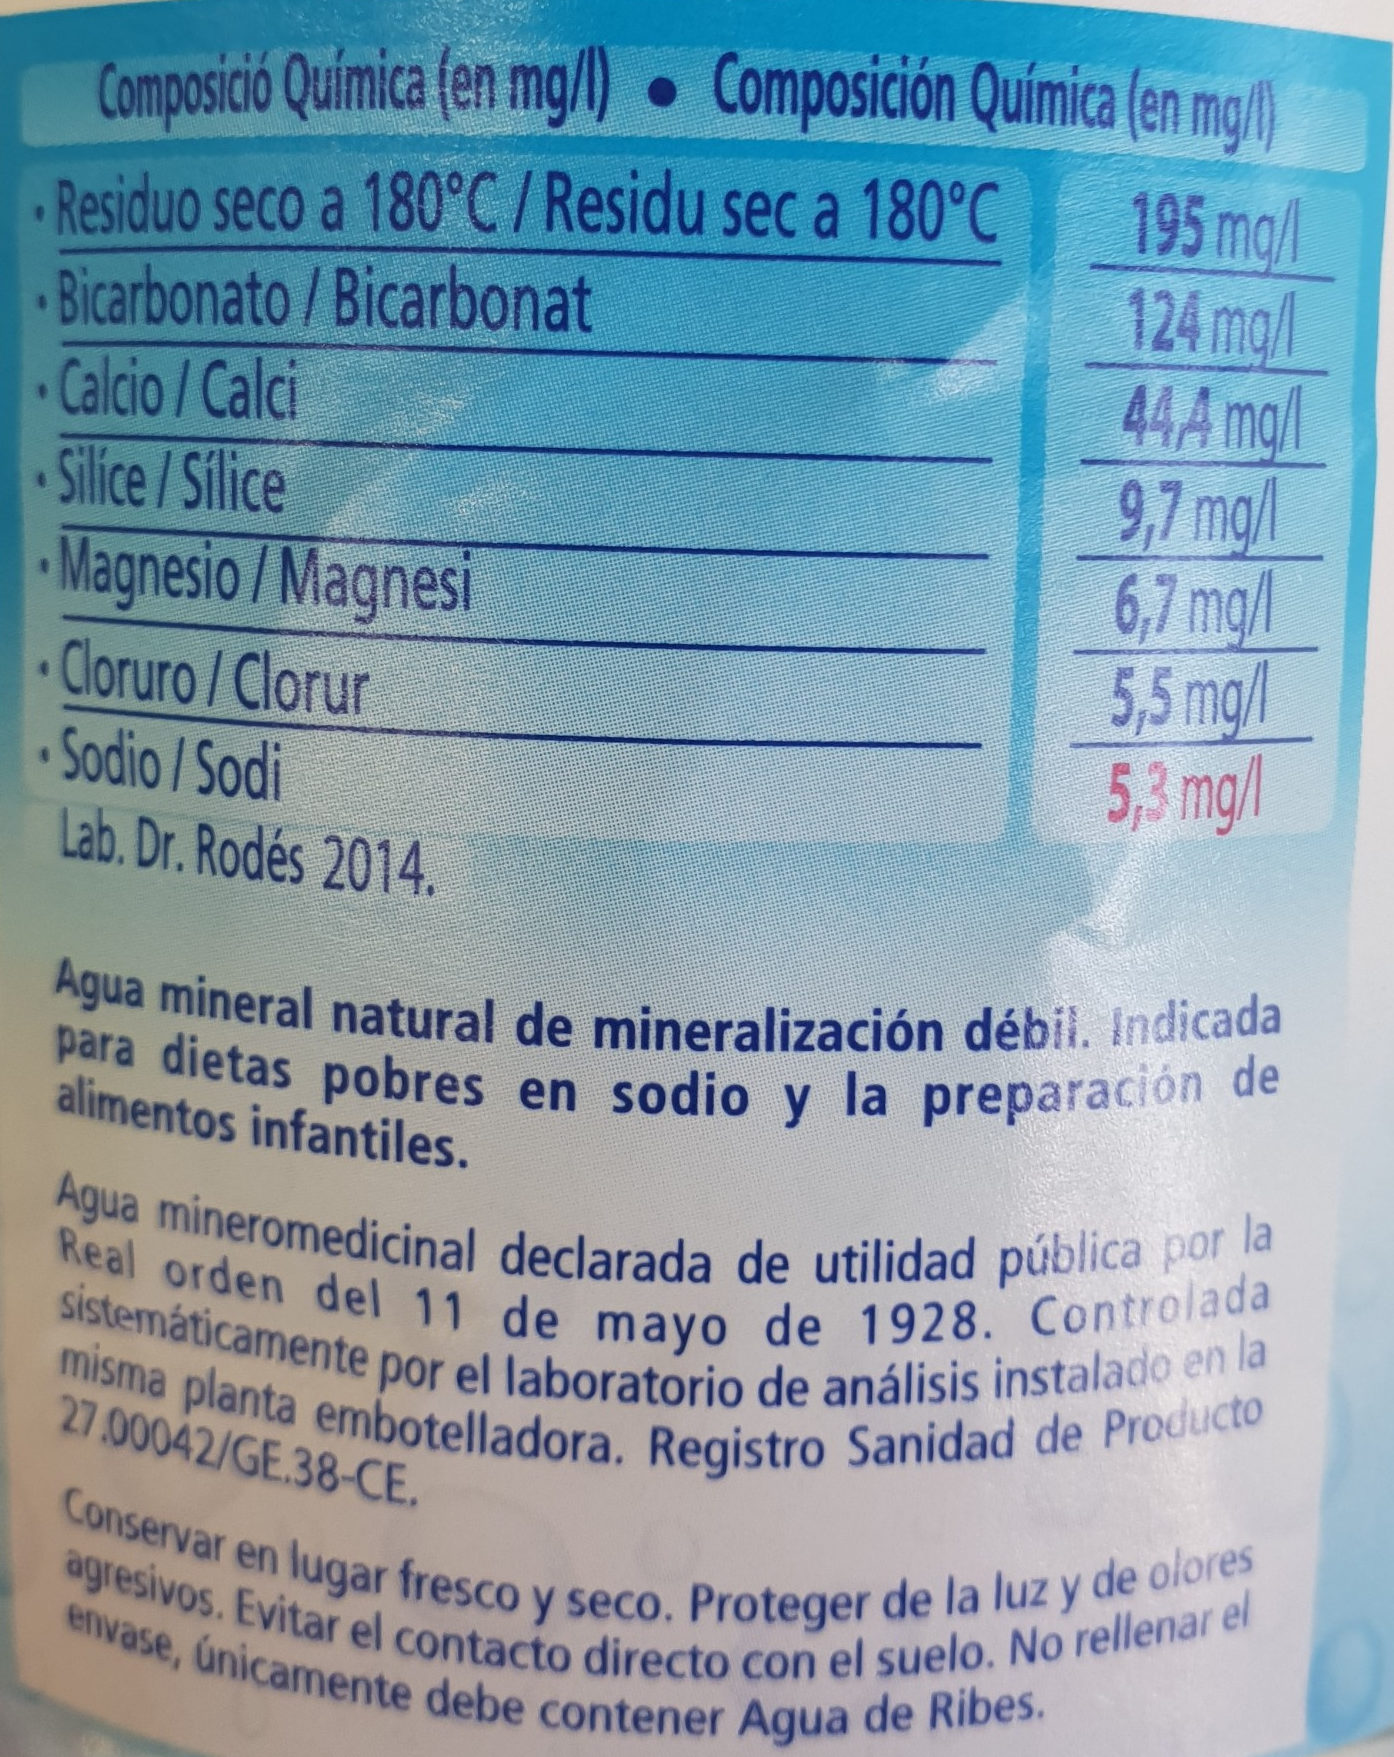 Composició Química (en mg/l) • Composición Química (en mg/l)
· Residuo seco a 180°C / Residu sec a 180°C 195 mg/l
· Bicarbonato / Bicarbonat 124 mg/l
· Calcio / Calci 44,4 mg/l
· Silíce / Sílice 9,7 mg/l
· Magnesio / Magnesi 6,7 mg/l
· Cloruro / Clorur 5,5 mg/l
· Sodio / Sodi 5,3 mg/l
Lab. Dr. Rodés 2014.
Agua mineral natural de mineralización débil. Indicada
para dietas pobres en sodio y la preparación de
alimentos infantiles.
Agua mineromedicinal declarada de utilidad pública por la
Real orden del 11 de mayo de 1928. Controlada
sistemáticamente por el laboratorio de análisis instalado en la
misma planta embotelladora. Registro Sanidad de Producto
27.00042/GE.38-CE.
Conservar en lugar fresco y seco. Proteger de la luz y de olores
agresivos. Evitar el contacto directo con el suelo. No rellenar el
envase, únicamente debe contener Agua de Ribes.